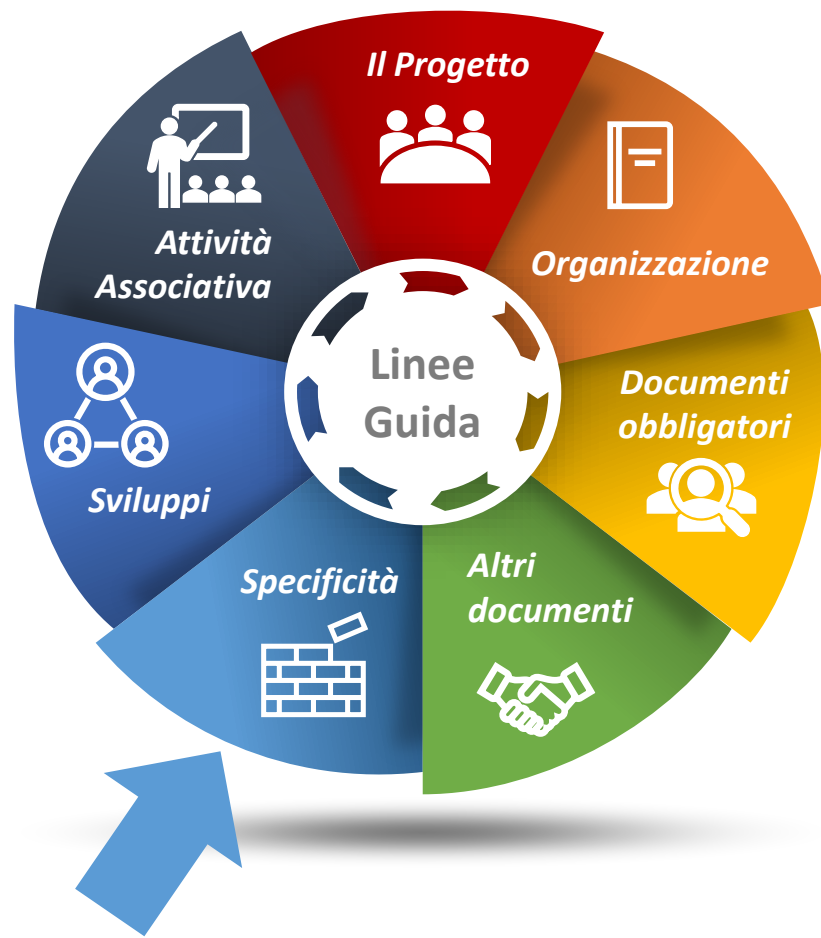 Il Progetto
Organizzazione
Documenti
obbligatori
Altri
documenti
Specificità
Sviluppi
Attività
Associativa
Linee
Guida